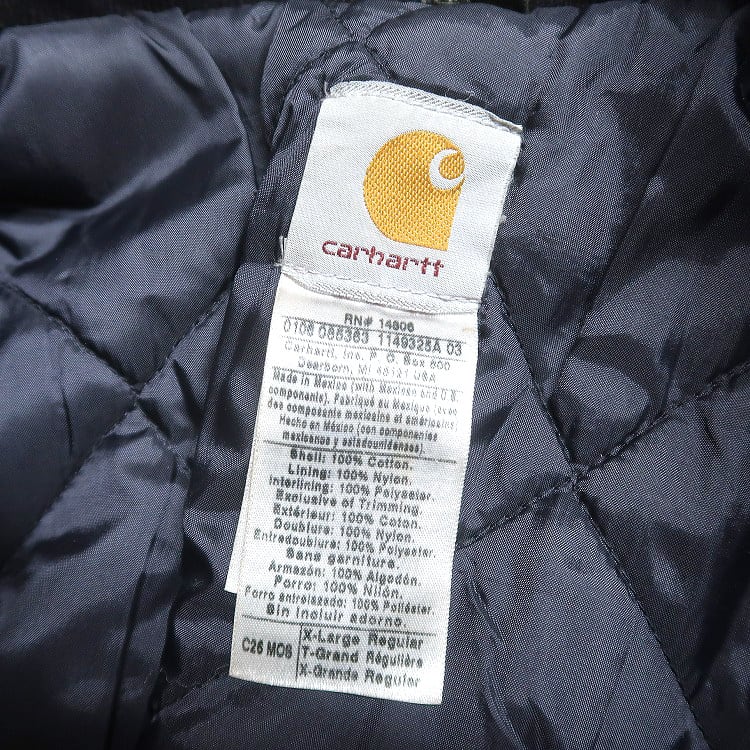 carhartt
RN# 14806
0106 086383 1149325A 03
Carhartt, Inc. P. O. Box 600
Dearborn, MI 48121 USA
Made in Mexico (with Mexican and U.S.
components). Fabriqué au Mexique (avec
des composants mexicains et américains)
Hecho en México (con componentes
mexicanos y estadounidenses).
Shell: 100% Cotton.
Lining: 100% Nylon.
Interlining: 100% Polyester.
Exclusive of Trimming.
Extérieur: 100% Coton.
Doublure: 100% Nylon.
Entredoublure: 100% Polyester.
Sans garniture.
Armazón: 100% Algodón.
Forro: 100% Nilón.
Forro entrelazado: 100% Poliéster.
Sin incluir adorno.
C26 MOS
X-Large Regular
T-Grand Régulière
X-Grande Regular